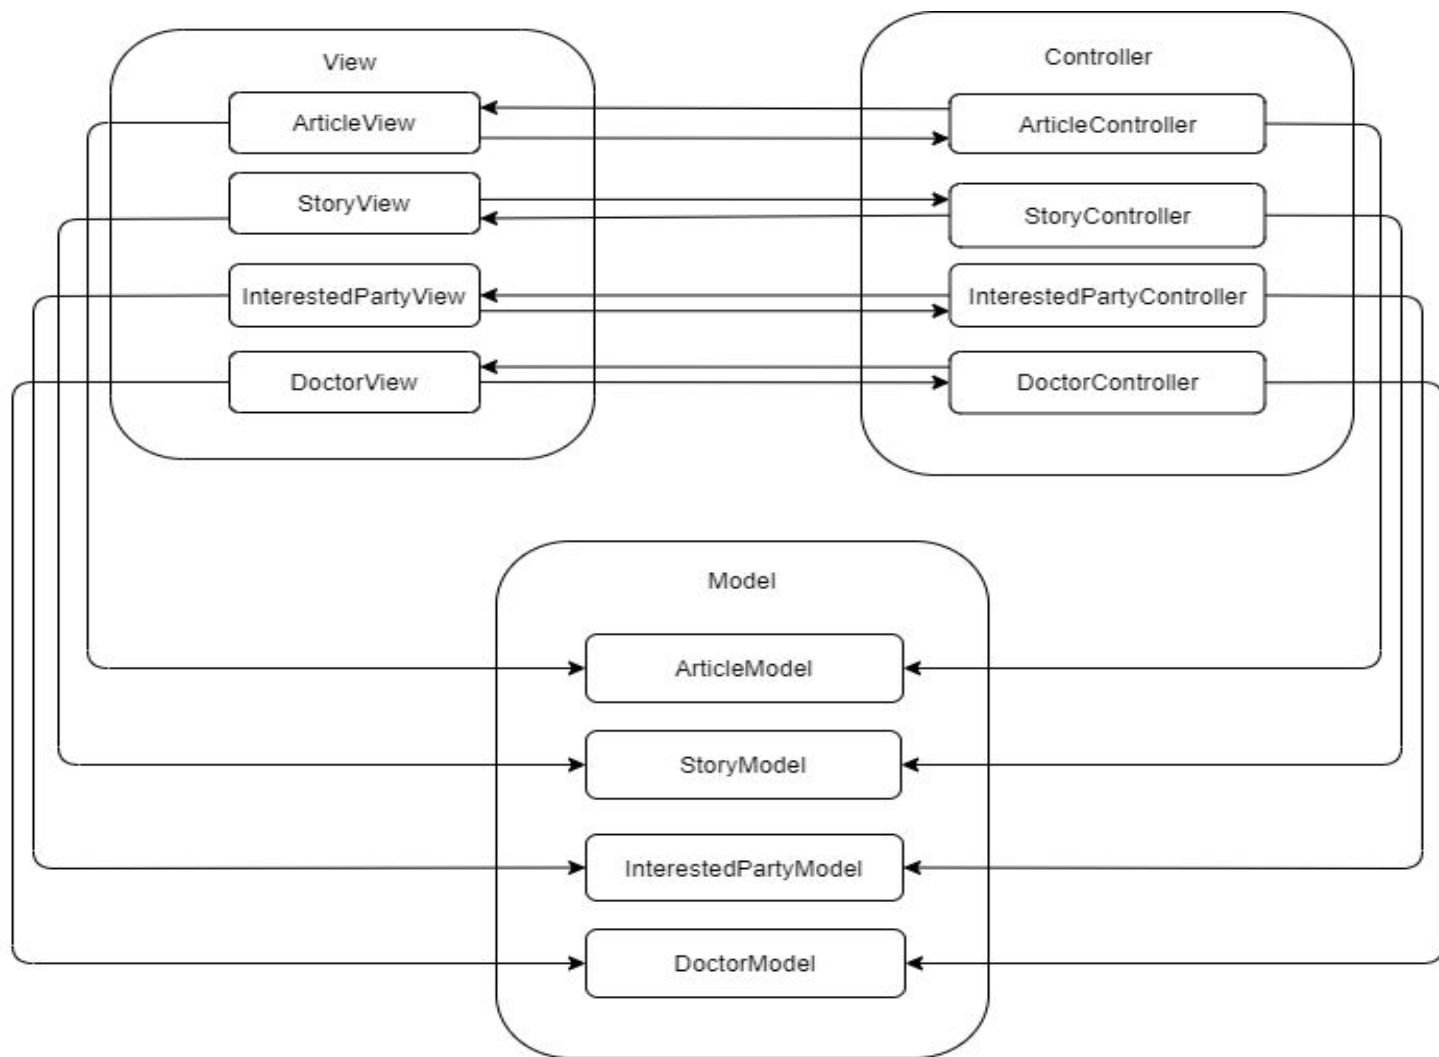 View
ArticleView
StoryView
InterestedPartyView
DoctorView
Controller
ArticleController
StoryController
InterestedPartyController
DoctorController
Model
ArticleModel
StoryModel
InterestedPartyModel
DoctorModel